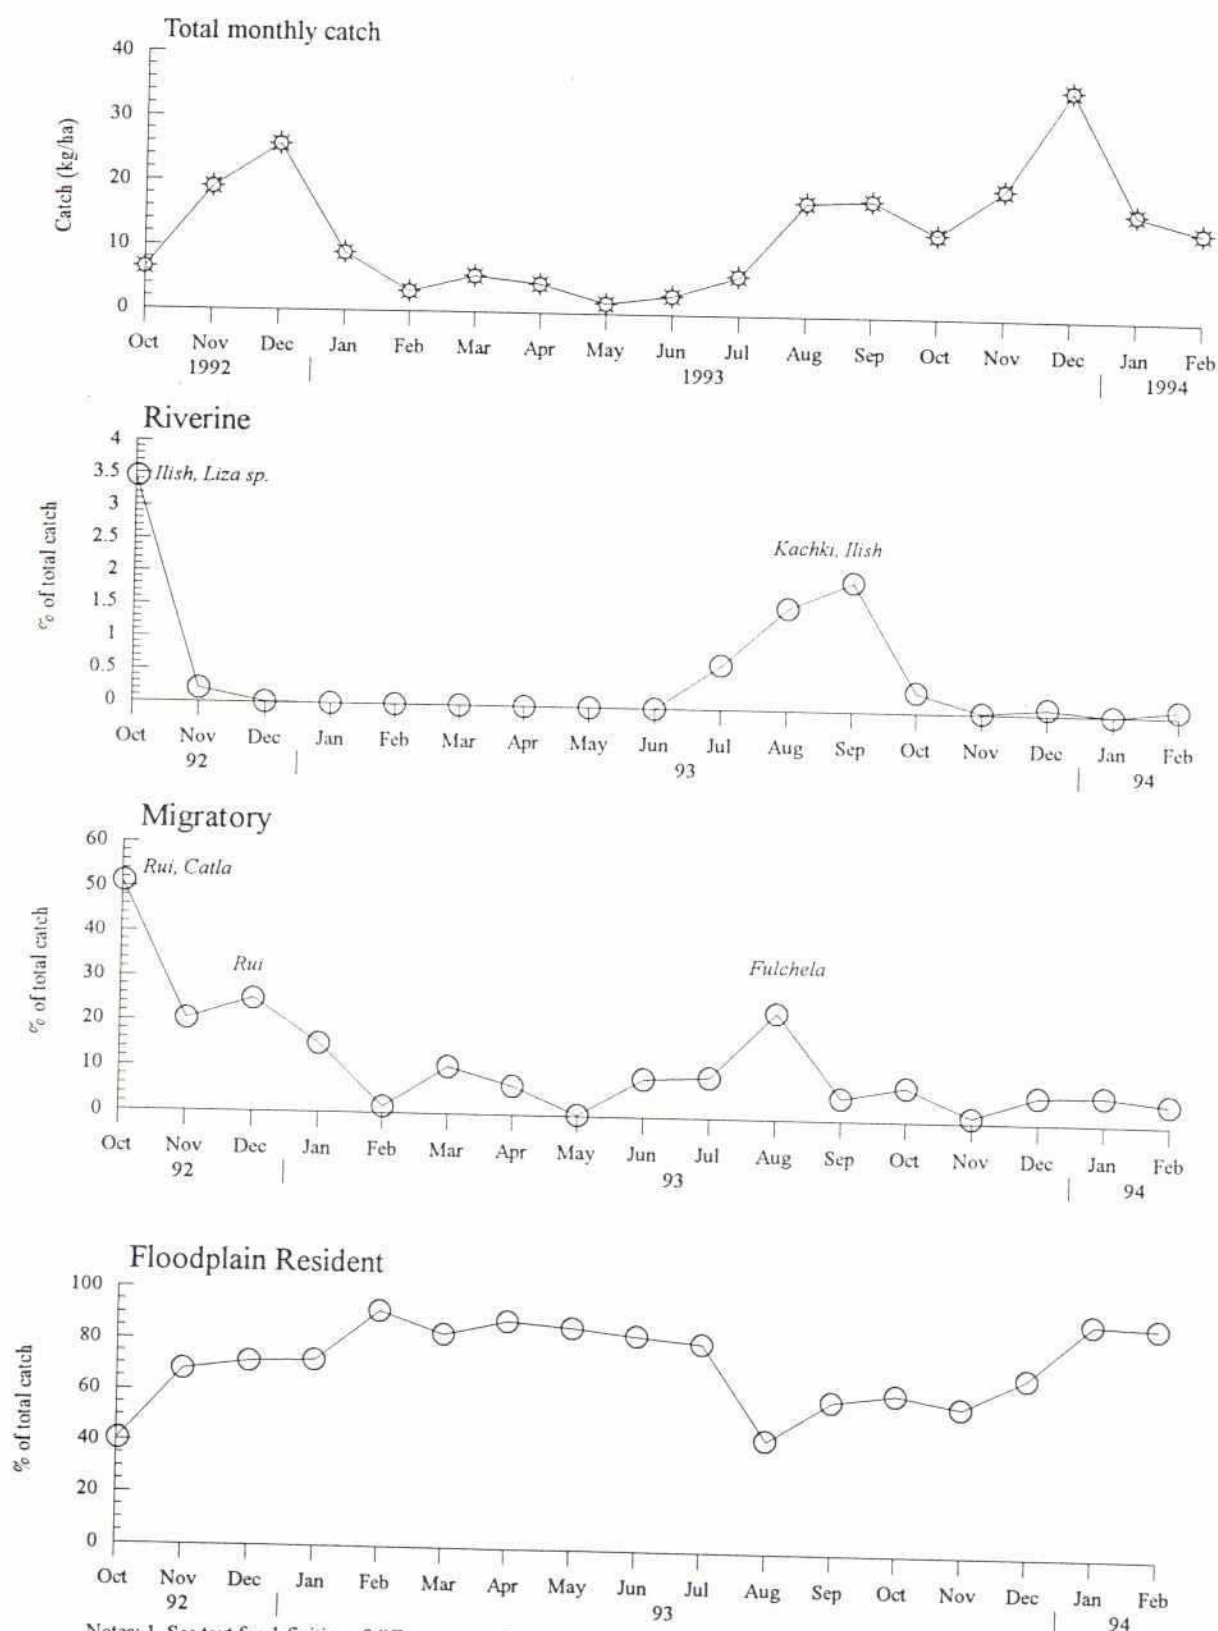 Total monthly catch
40
30
20
10
0
Catch (kg/ha)
Oct Nov Dec Jan Feb Mar Apr May Jun Jul Aug Sep Oct Nov Dec Jan Feb
1992 | 1993 | 1994
Riverine
4
3.5
3
2.5
2
1.5
1
0.5
0
% of total catch
Ilish, Liza sp.
Kachki, Ilish
Oct Nov Dec Jan Feb Mar Apr May Jun Jul Aug Sep Oct Nov Dec Jan Feb
92 | 93 | 94
Migratory
60
50
40
30
20
10
0
% of total catch
Rui, Catla
Rui
Fulchela
Oct Nov Dec Jan Feb Mar Apr May Jun Jul Aug Sep Oct Nov Dec Jan Feb
92 | 93 | 94
Floodplain Resident
100
80
60
40
20
0
% of total catch
Oct Nov Dec Jan Feb Mar Apr May Jun Jul Aug Sep Oct Nov Dec Jan Feb
92 | 93 | 94
Notes: 1. See text